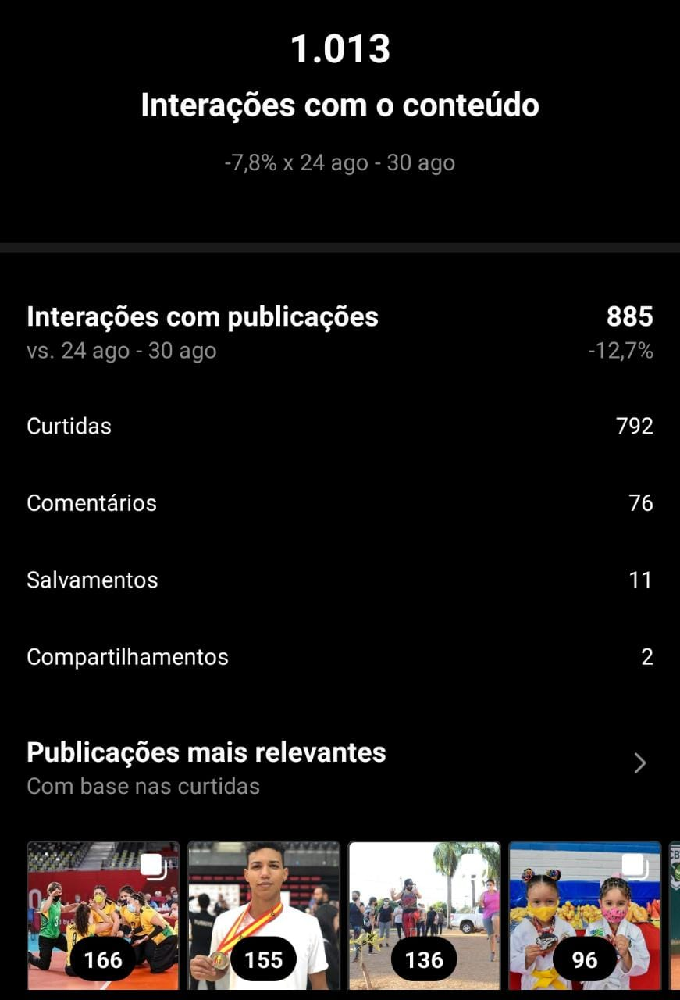 1.013
Interações com o conteúdo
-7,8% x 24 ago - 30 ago
Interações com publicações 885
vs. 24 ago - 30 ago -12,7%
Curtidas 792
Comentários 76
Salvamentos 11
Compartilhamentos 2
Publicações mais relevantes
Com base nas curtidas
166 155 136 96